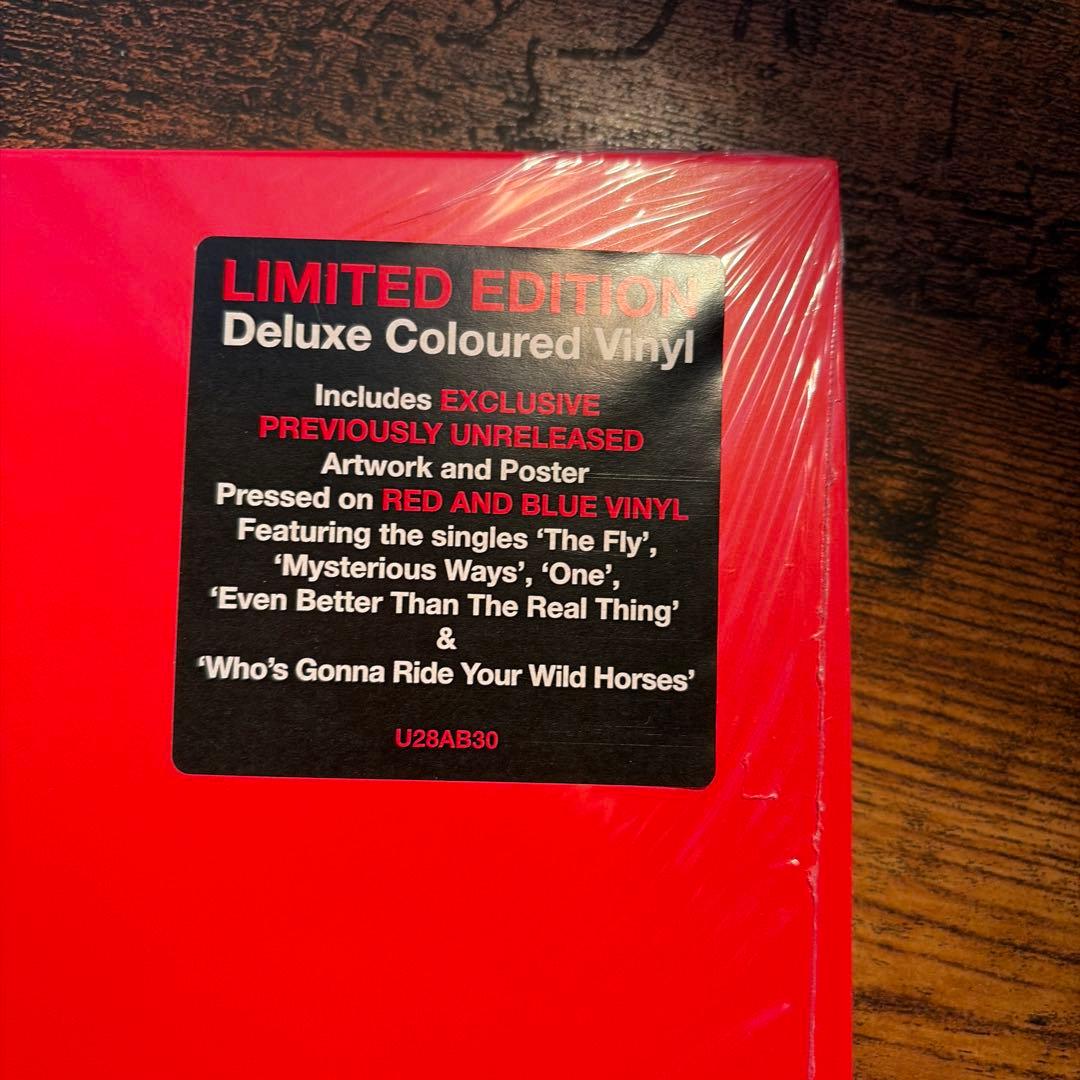 LIMITED EDITION
Deluxe Coloured Vinyl
Includes EXCLUSIVE
PREVIOUSLY UNRELEASED
Artwork and Poster
Pressed on RED AND BLUE VINYL
Featuring the singles ‘The Fly’,
‘Mysterious Ways’, ‘One’,
‘Even Better Than The Real Thing’
&
‘Who’s Gonna Ride Your Wild Horses’
U28AB30